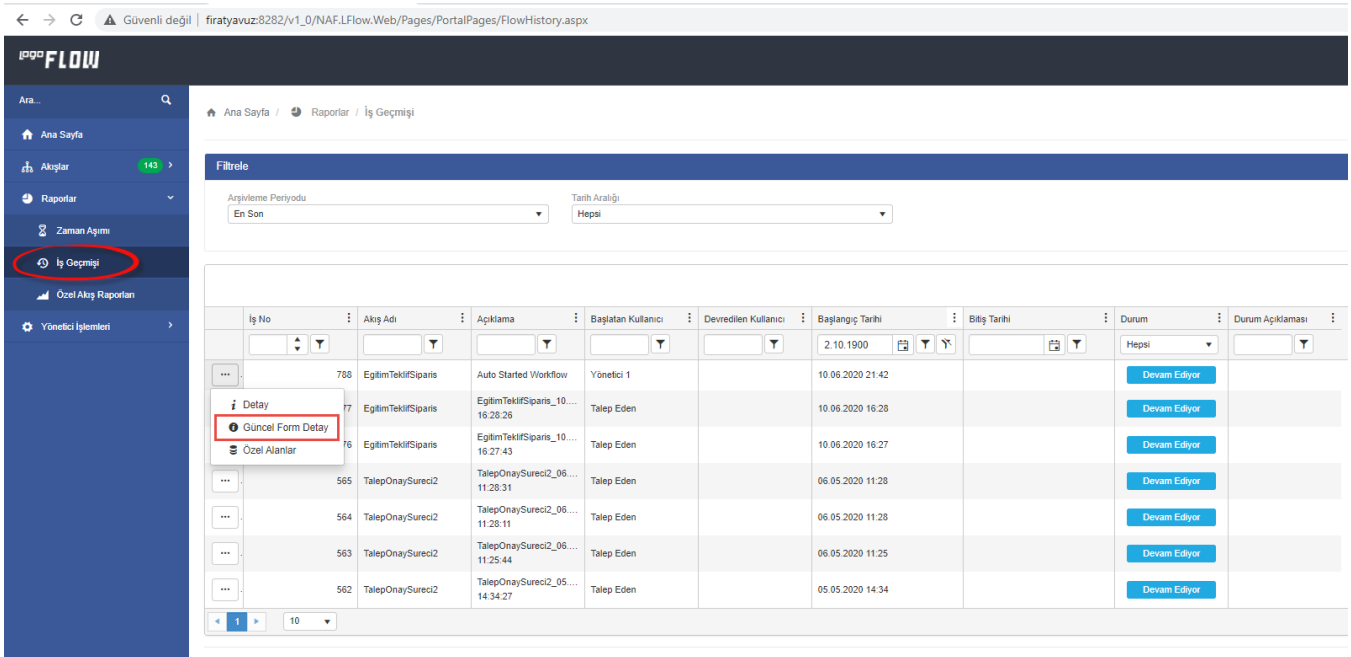 Güvenli değil | firatyavuz:8282/v1_0/NAF.LFlow.Web/Pages/PortalPages/FlowHistory.aspx
logo FLOW
Ara...
Ana Sayfa / Raporlar / İş Geçmişi
Ana Sayfa
Akışlar 143
Raporlar
Zaman Aşımı
İş Geçmişi
Özel Akış Raporları
Yönetici İşlemleri
Filtrele
Arşivleme Periyodu Tarih Aralığı
En Son Hepsi
İş No Akış Adı Açıklama Başlatan Kullanıcı Devredilen Kullanıcı Başlangıç Tarihi Bitiş Tarihi Durum Durum Açıklaması
2.10.1900 Hepsi
788 EgitimTeklifSiparis Auto Started Workflow Yönetici 1 10.06.2020 21:42 Devam Ediyor
Detay
Güncel Form Detay
Özel Alanlar
77 EgitimTeklifSiparis EgitimTeklifSiparis_10.... 16:28:26 Talep Eden 10.06.2020 16:28 Devam Ediyor
76 EgitimTeklifSiparis EgitimTeklifSiparis_10.... 16:27:43 Talep Eden 10.06.2020 16:27 Devam Ediyor
565 TalepOnaySureci2 TalepOnaySureci2_06.... 11:28:31 Talep Eden 06.05.2020 11:28 Devam Ediyor
564 TalepOnaySureci2 TalepOnaySureci2_06.... 11:28:11 Talep Eden 06.05.2020 11:28 Devam Ediyor
563 TalepOnaySureci2 TalepOnaySureci2_06.... 11:25:44 Talep Eden 06.05.2020 11:25 Devam Ediyor
562 TalepOnaySureci2 TalepOnaySureci2_05.... 14:34:27 Talep Eden 05.05.2020 14:34 Devam Ediyor
1 10